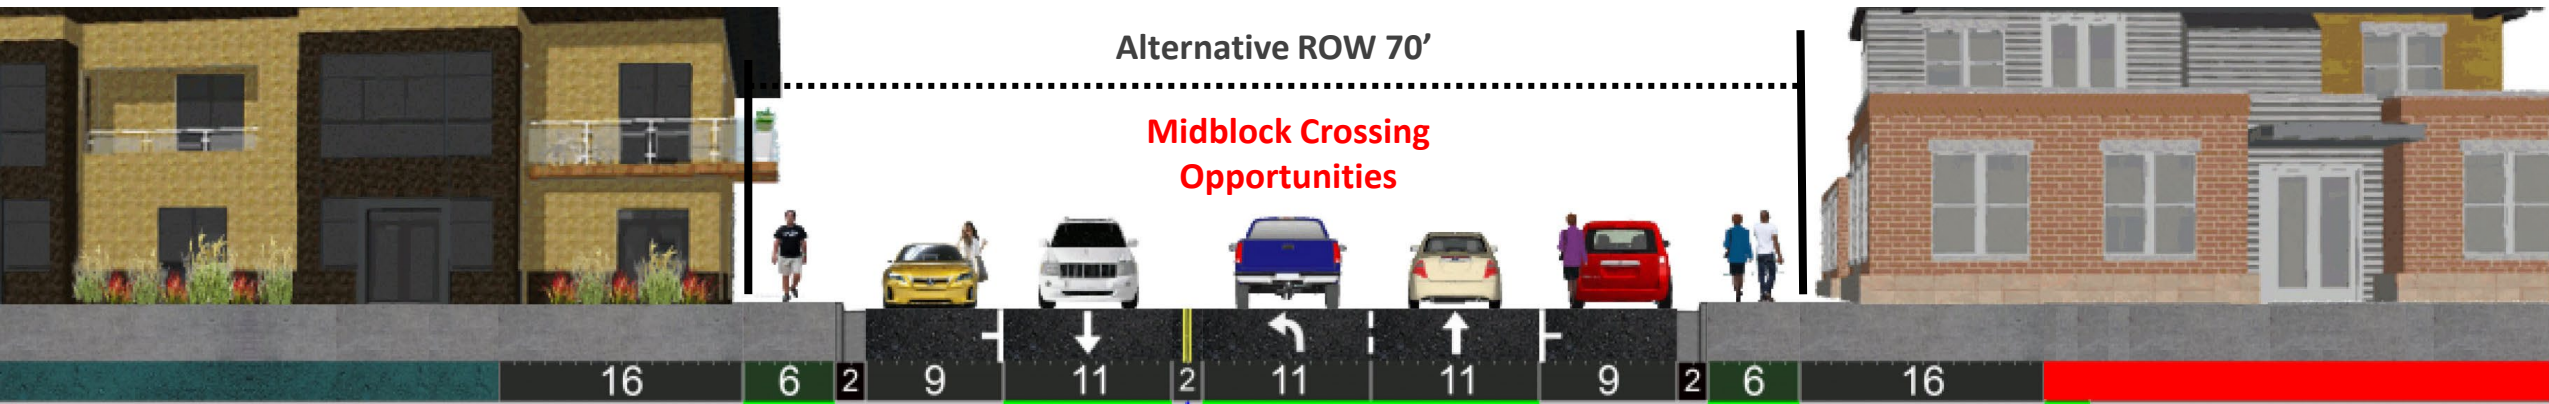 Alternative ROW 70’
Midblock Crossing
Opportunities
16 6 2 9 11 2 11 11 9 2 6 16